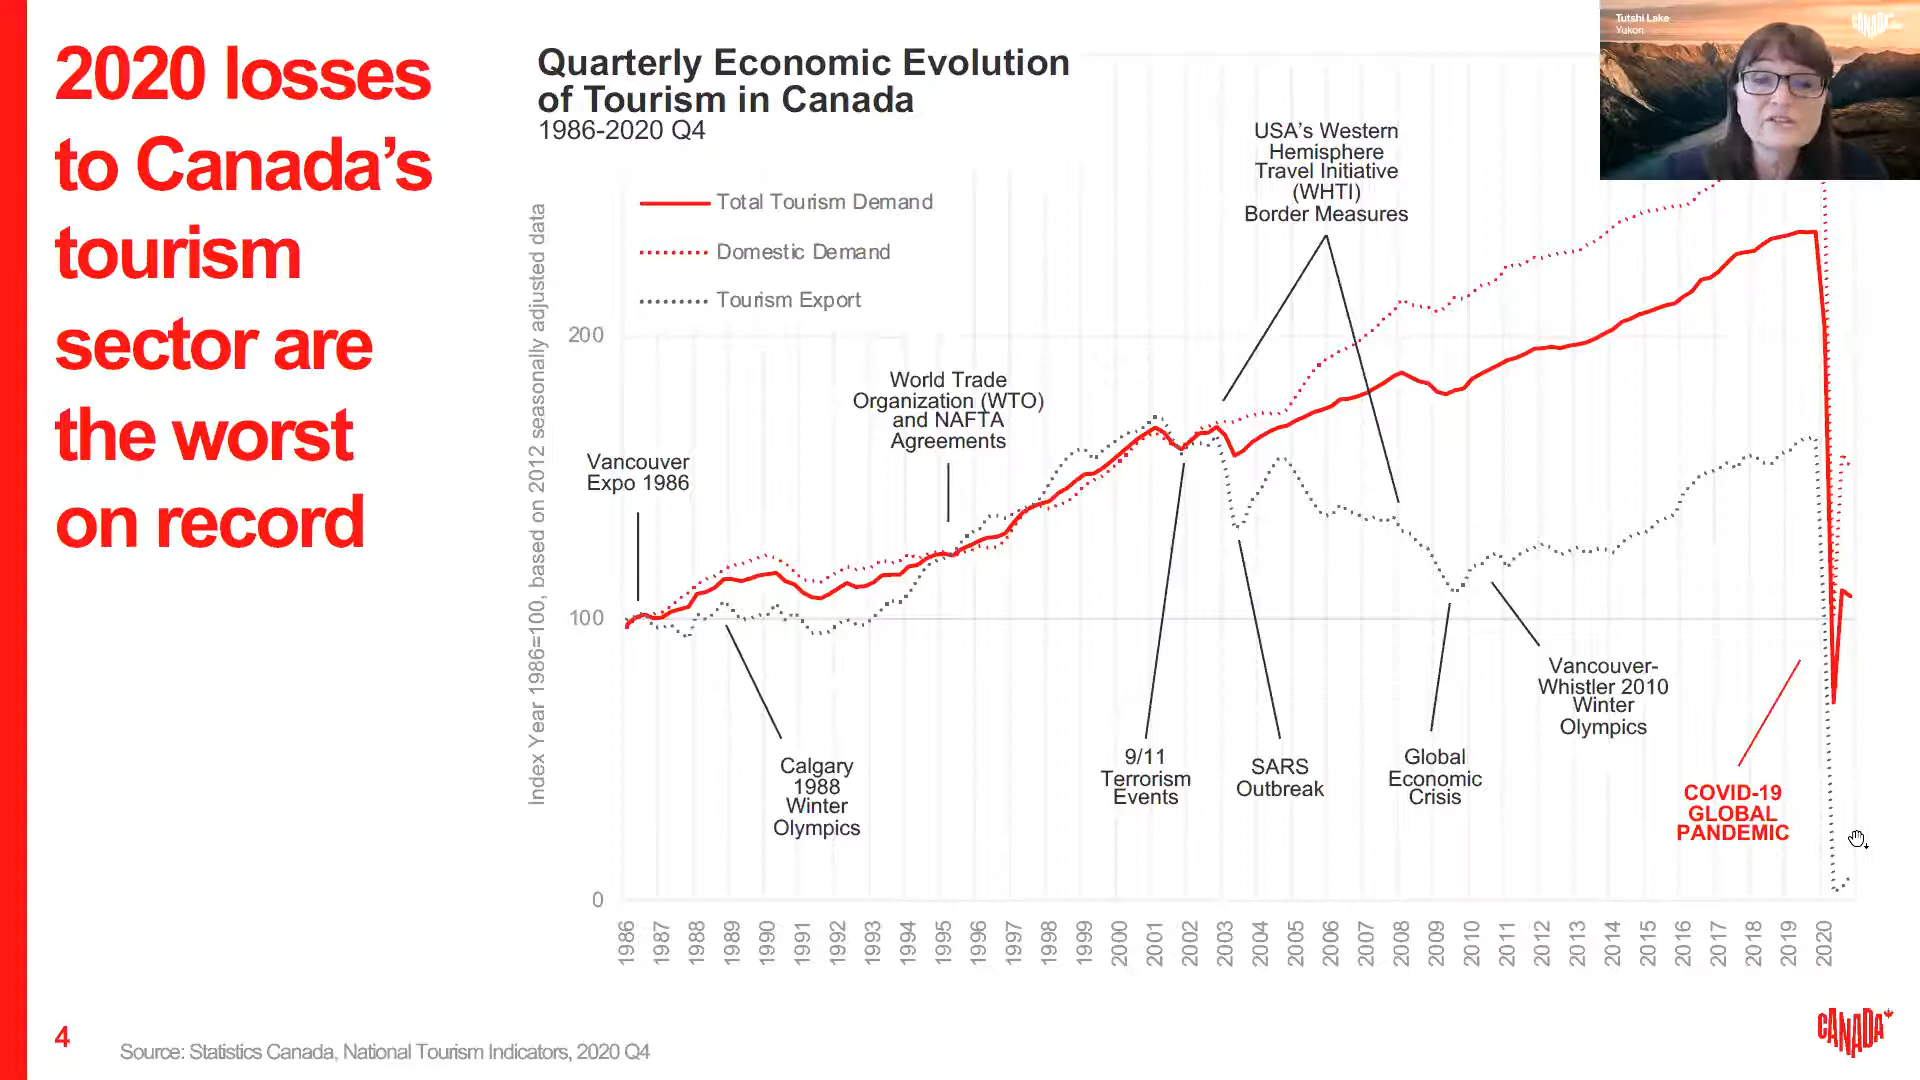 2020 losses
to Canada’s
tourism
sector are
the worst
on record
Quarterly Economic Evolution
of Tourism in Canada
1986-2020 Q4
Tutshi Lake
Yukon
CANADA
Total Tourism Demand
Domestic Demand
Tourism Export
Index Year 1986=100, based on 2012 seasonally adjusted data
200
100
0
USA’s Western
Hemisphere
Travel Initiative
(WHTI)
Border Measures
World Trade
Organization (WTO)
and NAFTA
Agreements
Vancouver
Expo 1986
Calgary
1988
Winter
Olympics
9/11
Terrorism
Events
SARS
Outbreak
Global
Economic
Crisis
Vancouver-
Whistler 2010
Winter
Olympics
COVID-19
GLOBAL
PANDEMIC
1986 1987 1988 1989 1990 1991 1992 1993 1994 1995 1996 1997 1998 1999 2000 2001 2002 2003 2004 2005 2006 2007 2008 2009 2010 2011 2012 2013 2014 2015 2016 2017 2018 2019 2020
4
Source: Statistics Canada, National Tourism Indicators, 2020 Q4
CANADA